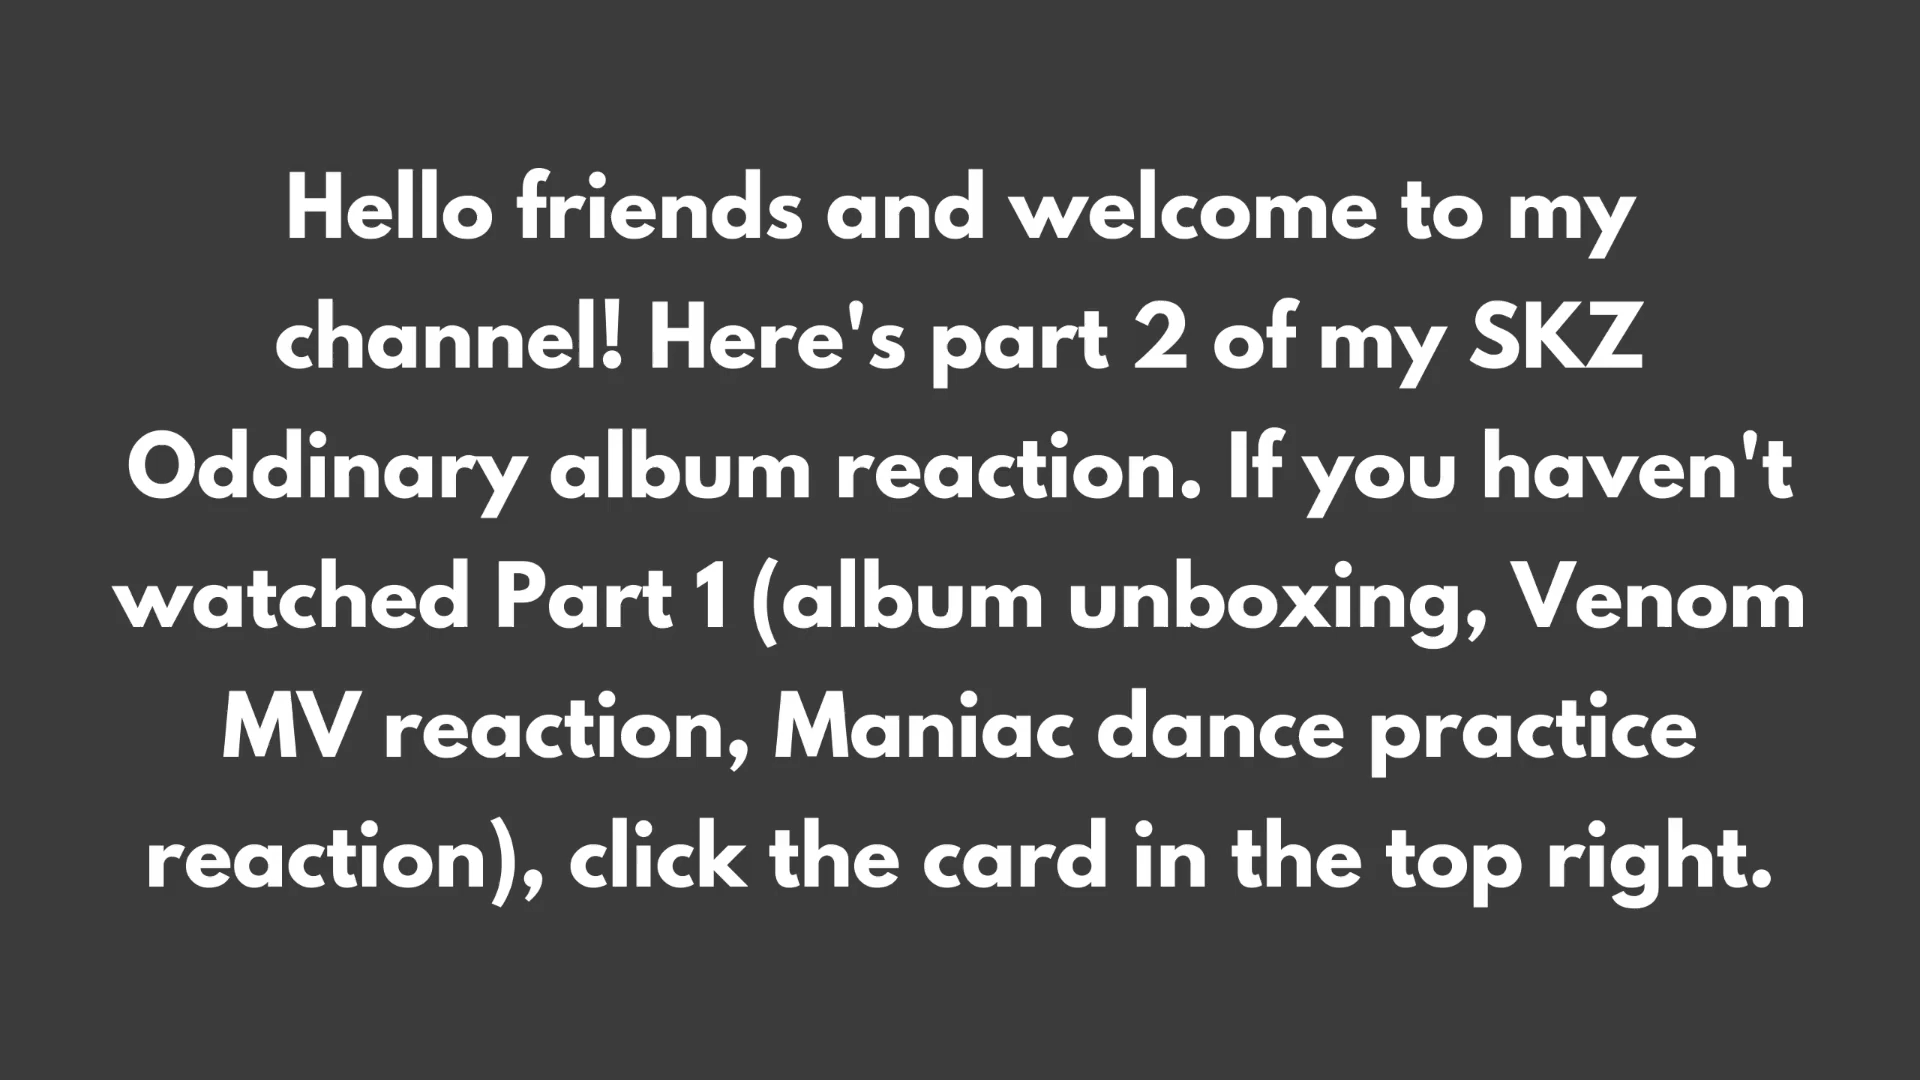 Hello friends and welcome to my
channel! Here's part 2 of my SKZ
Oddinary album reaction. If you haven't
watched Part 1 (album unboxing, Venom
MV reaction, Maniac dance practice
reaction), click the card in the top right.